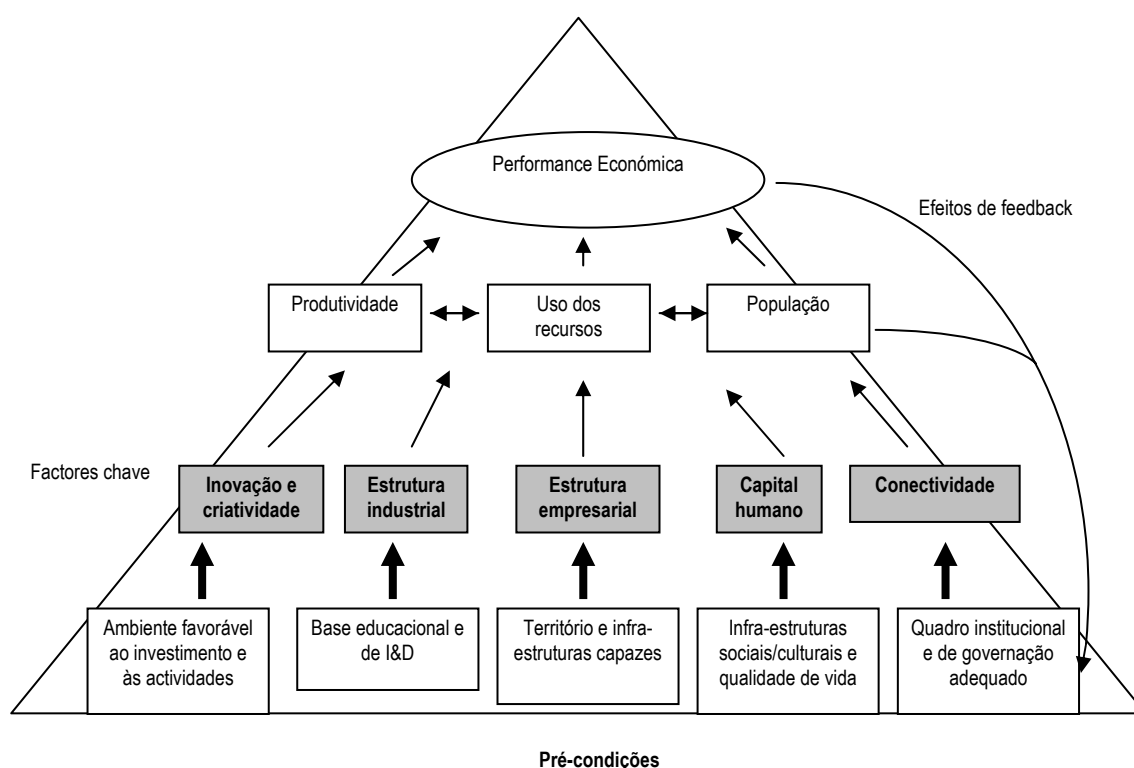 Performance Económica
Efeitos de feedback
Produtividade
Uso dos
recursos
População
Factores chave
Inovação e
criatividade
Estrutura
industrial
Estrutura
empresarial
Capital
humano
Conectividade
Ambiente favorável
ao investimento e
às actividades
Base educacional e
de I&D
Território e infra-
estruturas capazes
Infra-estruturas
sociais/culturais e
qualidade de vida
Quadro institucional
e de governação
adequado
Pré-condições